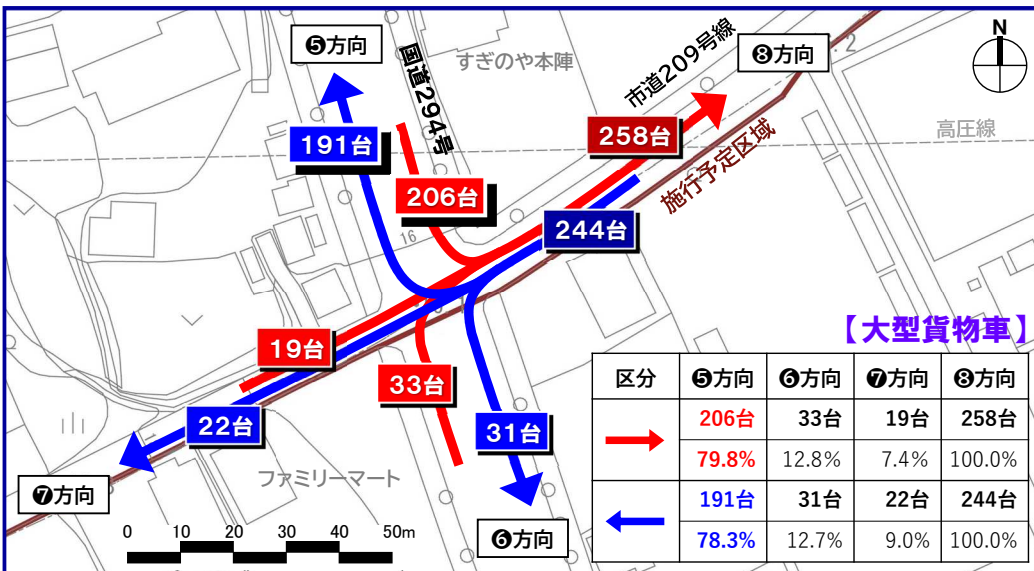 ❺方向
国道294号
すぎのや本陣
市道209号線
❽方向
N
2
191台
258台
高圧線
206台
施行予定区域
16
244台
19台
33台
22台
31台
ファミリーマート
❼方向
❻方向
0 10 20 30 40 50m
【大型貨物車】
区分 ❺方向 ❻方向 ❼方向 ❽方向
206台 33台 19台 258台
79.8% 12.8% 7.4% 100.0%
191台 31台 22台 244台
78.3% 12.7% 9.0% 100.0%